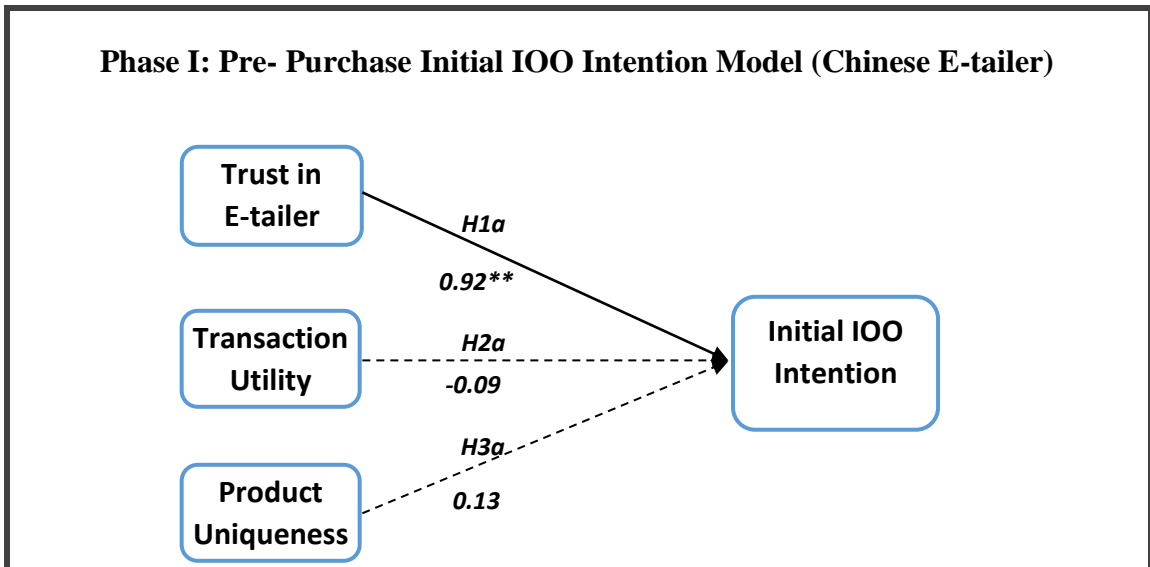 Phase I: Pre- Purchase Initial IOO Intention Model (Chinese E-tailer)
Trust in
E-tailer
H1a
0.92**
Transaction
Utility
H2a
-0.09
Initial IOO
Intention
H3a
0.13
Product
Uniqueness